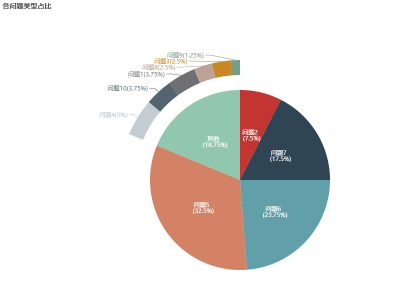 各问题类型占比
问题9(1.25%)
问题3(2.5%)
问题8(2.5%)
问题1(3.75%)
问题10(3.75%)
问题4(5%)
其他
(18.75%)
问题2
(7.5%)
问题7
(17.5%)
问题5
(32.5%)
问题6
(23.75%)